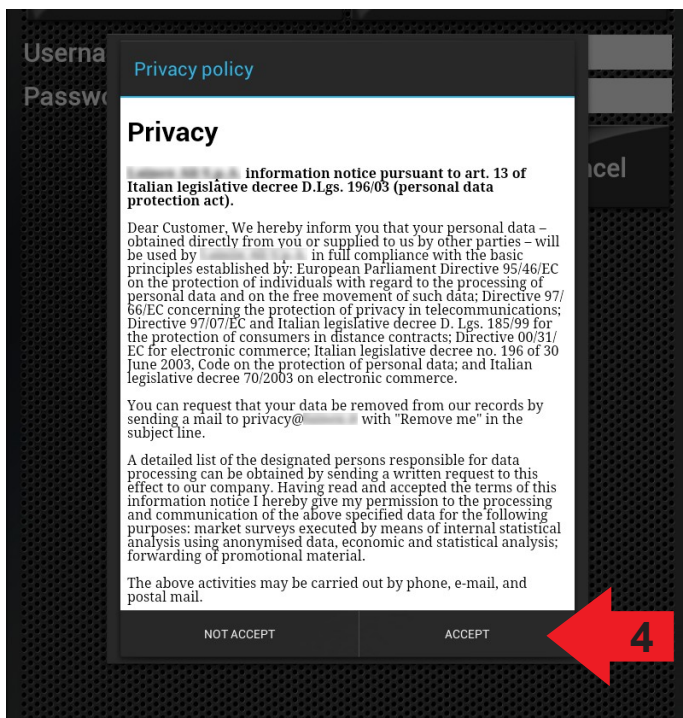 Userna
Privacy policy
Passwo
Privacy
information notice pursuant to art. 13 of
Italian legislative decree D.Lgs. 196/03 (personal data
protection act).
ncel
Dear Customer, We hereby inform you that your personal data –
obtained directly from you or supplied to us by other parties – will
be used by in full compliance with the basic
principles established by: European Parliament Directive 95/46/EC
on the protection of individuals with regard to the processing of
personal data and on the free movement of such data; Directive 97/
66/EC concerning the protection of privacy in telecommunications;
Directive 97/07/EC and Italian legislative decree D. Lgs. 185/99 for
the protection of consumers in distance contracts; Directive 00/31/
EC for electronic commerce; Italian legislative decree no. 196 of 30
June 2003, Code on the protection of personal data; and Italian
legislative decree 70/2003 on electronic commerce.
You can request that your data be removed from our records by
sending a mail to privacy@ with "Remove me" in the
subject line.
A detailed list of the designated persons responsible for data
processing can be obtained by sending a written request to this
effect to our company. Having read and accepted the terms of this
information notice I hereby give my permission to the processing
and communication of the above specified data for the following
purposes: market surveys executed by means of internal statistical
analysis using anonymised data, economic and statistical analysis;
forwarding of promotional material.
The above activities may be carried out by phone, e-mail, and
postal mail.
NOT ACCEPT
ACCEPT
4